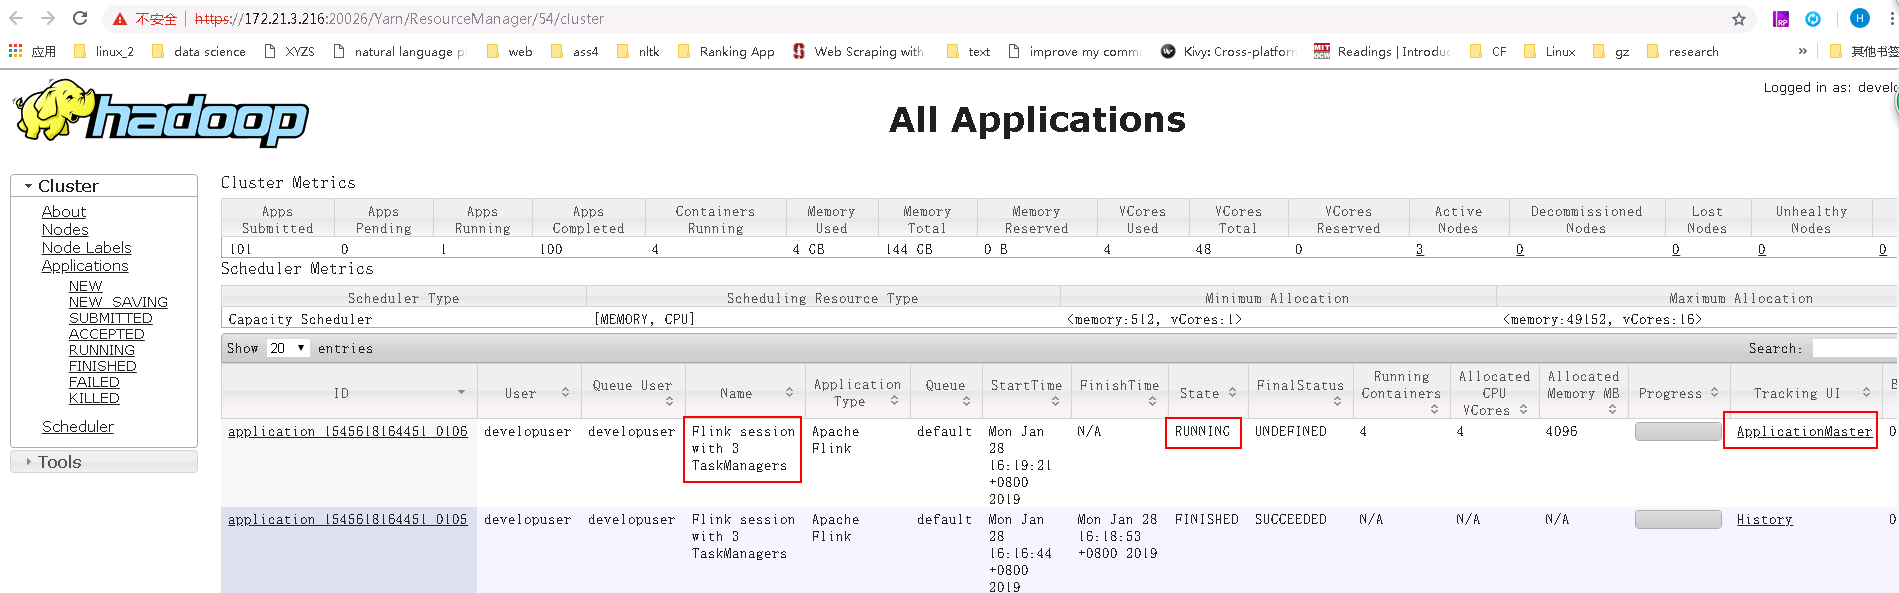 不安全 | https://172.21.3.216:20026/Yarn/ResourceManager/54/cluster
H
应用 linux_2 data science XYZS natural language web ass4 nltk Ranking App Web Scraping with text improve my Kivy: Cross-platform Readings | CF Linux gz research » 其他书签
hadoop
All Applications
Logged in as:
Cluster
About
Nodes
Node Labels
Applications
NEW
NEW_SAVING
SUBMITTED
ACCEPTED
RUNNING
FINISHED
FAILED
KILLED
Scheduler
Tools
Cluster Metrics
Apps Submitted Apps Pending Apps Running Apps Completed Containers Running Memory Used Memory Total Memory Reserved VCores Used VCores Total VCores Reserved Active Nodes Decommissioned Nodes Lost Nodes Unhealthy Nodes
101 0 1 100 4 4 GB 144 GB 0 B 4 48 0 3 0 0 0 0
Scheduler Metrics
Scheduler Type Scheduling Resource Type Minimum Allocation Maximum Allocation
Capacity Scheduler [MEMORY, CPU] <memory:512, vCores:1> <memory:49152, vCores:16>
Show 20 entries Search:
ID User Queue User Name Application Type Queue StartTime FinishTime State FinalStatus Running Containers Allocated CPU VCores Allocated Memory MB Progress Tracking UI
application_1545618164451_0106 developuser developuser Flink session with 3 TaskManagers Apache Flink default Mon Jan 28 16:19:21 +0800 2019 N/A RUNNING UNDEFINED 4 4 4096 ApplicationMaster 0
application_1545618164451_0105 developuser developuser Flink session with 3 TaskManagers Apache Flink default Mon Jan 28 16:16:44 +0800 2019 Mon Jan 28 16:18:53 +0800 2019 FINISHED SUCCEEDED N/A N/A N/A History 0